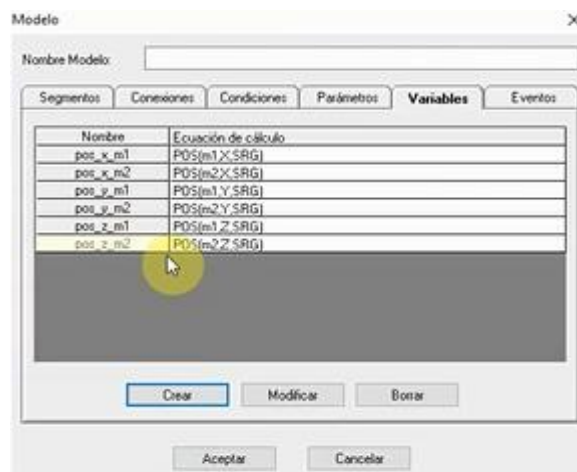 Modelo
Nombre Modelo:
Segmentos Conexiones Condiciones Parámetros Variables Eventos
Nombre Ecuación de cálculo
pos_x_m1 POS(m1,X,SRG)
pos_x_m2 POS(m2,X,SRG)
pos_y_m1 POS(m1,Y,SRG)
pos_y_m2 POS(m2,Y,SRG)
pos_z_m1 POS(m1,Z,SRG)
pos_z_m2 POS(m2,Z,SRG)
Crear Modificar Borrar
Aceptar Cancelar